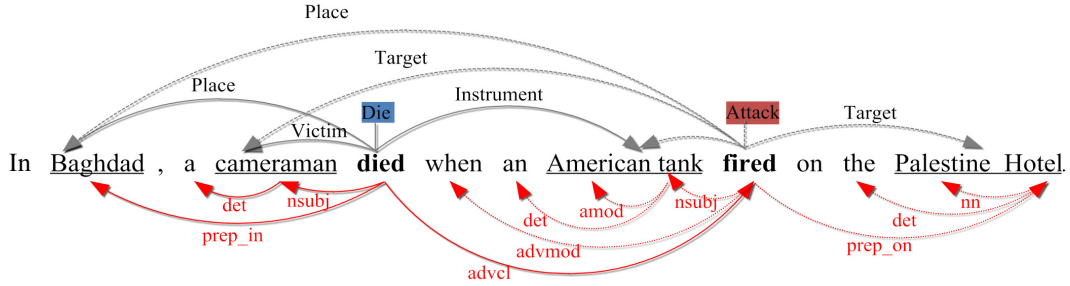 Place
Target
Place
Die
Instrument
Attack
Target
Victim
In Baghdad , a cameraman died when an American tank fired on the Palestine Hotel.
det
nsubj
amod
nsubj
nn
prep_in
det
det
advmod
prep_on
advcl